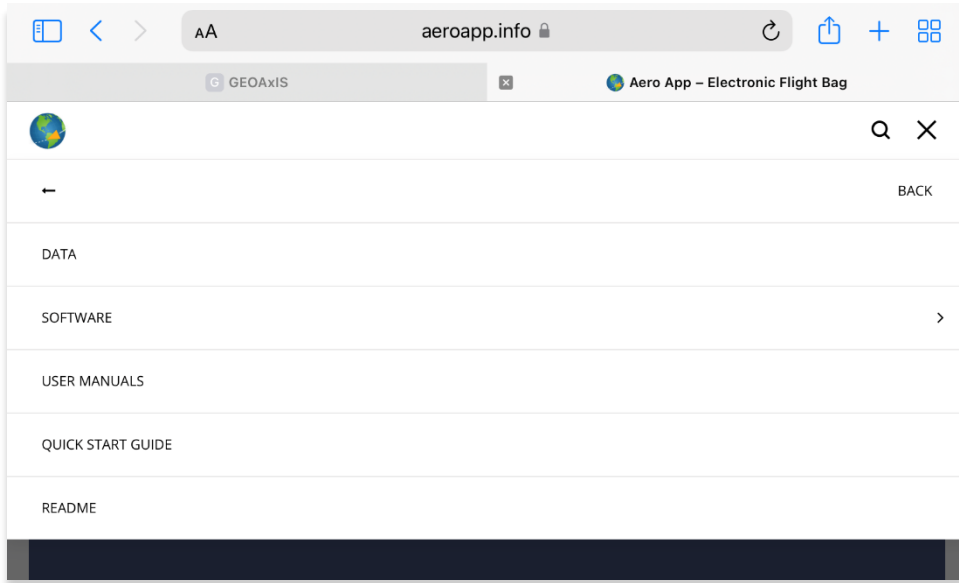 AA aeroapp.info
G GEOAxIS Aero App – Electronic Flight Bag
BACK
DATA
SOFTWARE
USER MANUALS
QUICK START GUIDE
README